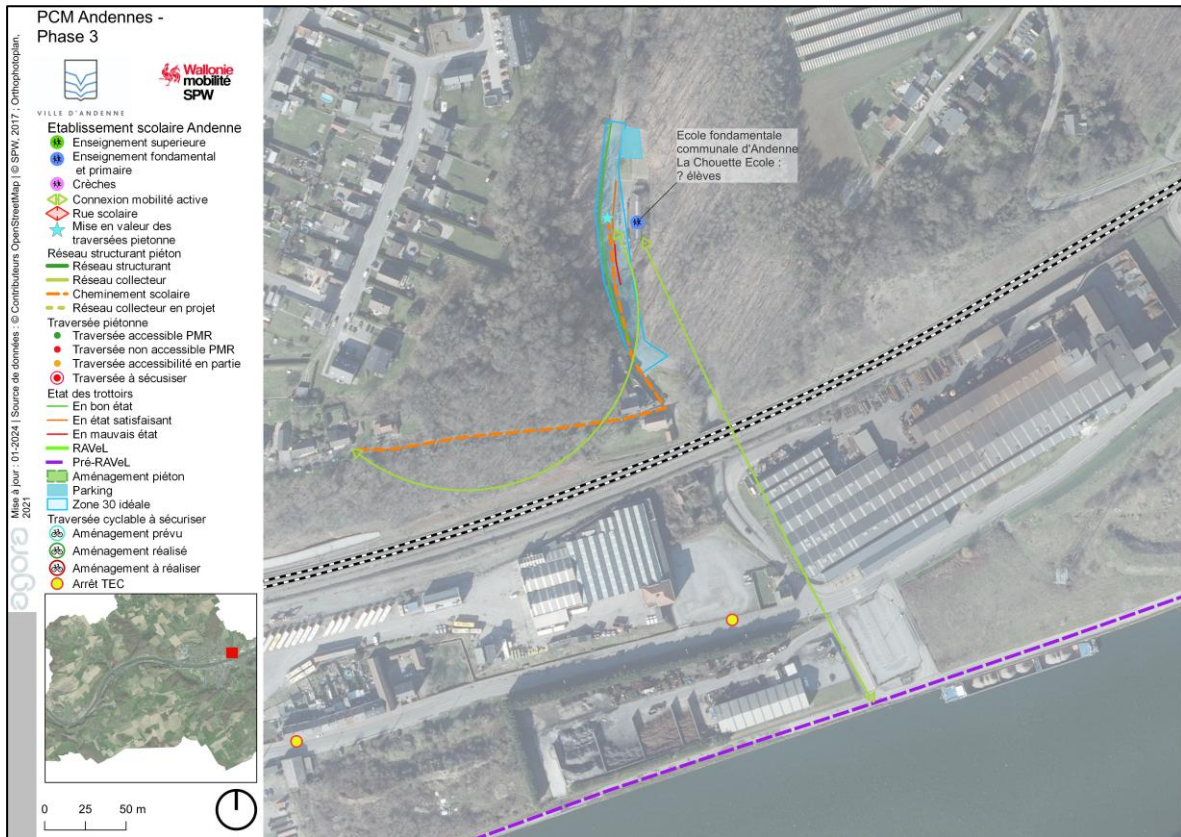 PCM Andennes -
Phase 3
VILLE D'ANDENNE
Wallonie
mobilité
SPW
Etablissement scolaire Andenne
Enseignement superieure
Enseignement fondamental
et primaire
Crèches
Connexion mobilité active
Rue scolaire
Mise en valeur des
traversées pietonne
Réseau structurant piéton
Réseau structurant
Réseau collecteur
Cheminement scolaire
Réseau collecteur en projet
Traversée piétonne
Traversée accessible PMR
Traversée non accessible PMR
Traversée accessibilité en partie
Traversée à sécusiser
Etat des trottoirs
En bon état
En état satisfaisant
En mauvais état
RAVeL
Pré-RAVeL
Aménagement piéton
Parking
Zone 30 idéale
Traversée cyclable à sécuriser
Aménagement prévu
Aménagement réalisé
Aménagement à réaliser
Arrêt TEC
0 25 50 m
Mise à jour : 01-2024 | Source de données : © Contributeurs OpenStreetMap | © SPW, 2017 ; Orthophotoplan,
2021
agora
Ecole fondamentale
communale d'Andenne
La Chouette Ecole :
? élèves